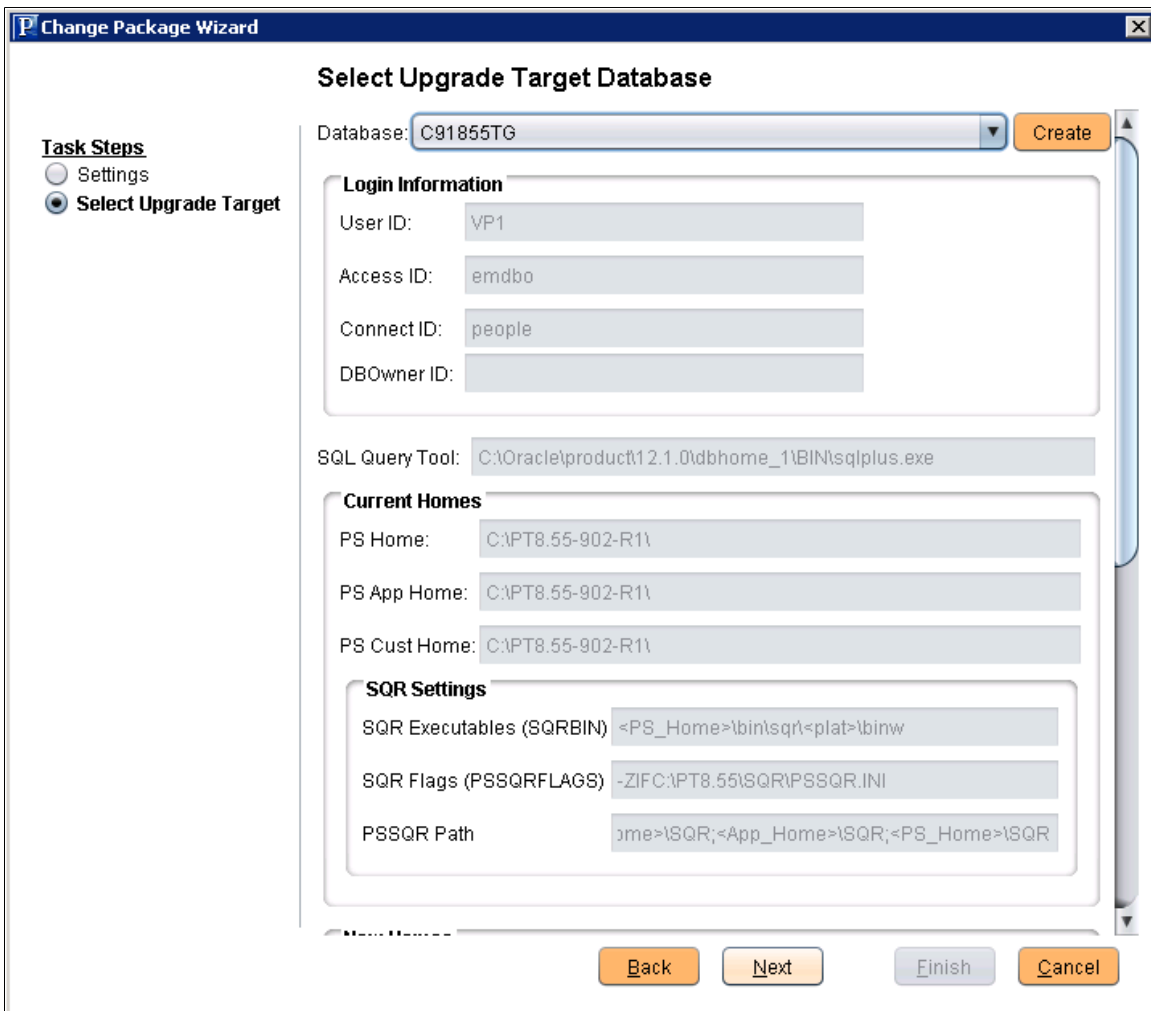 Change Package Wizard
Select Upgrade Target Database
Task Steps
Settings
Select Upgrade Target
Database: C91855TG Create
Login Information
User ID: VP1
Access ID: emdbo
Connect ID: people
DBOwner ID:
SQL Query Tool: C:\Oracle\product\12.1.0\dbhome_1\BIN\sqlplus.exe
Current Homes
PS Home: C:\PT8.55-902-R1\
PS App Home: C:\PT8.55-902-R1\
PS Cust Home: C:\PT8.55-902-R1\
SQR Settings
SQR Executables (SQRBIN) <PS_Home>\bin\sqr\<plat>\binw
SQR Flags (PSSQRFLAGS) -ZIFC:\PT8.55\SQR\PSSQR.INI
PSSQR Path ome>\SQR;<App_Home>\SQR;<PS_Home>\SQR
New Homes
Back Next Finish Cancel